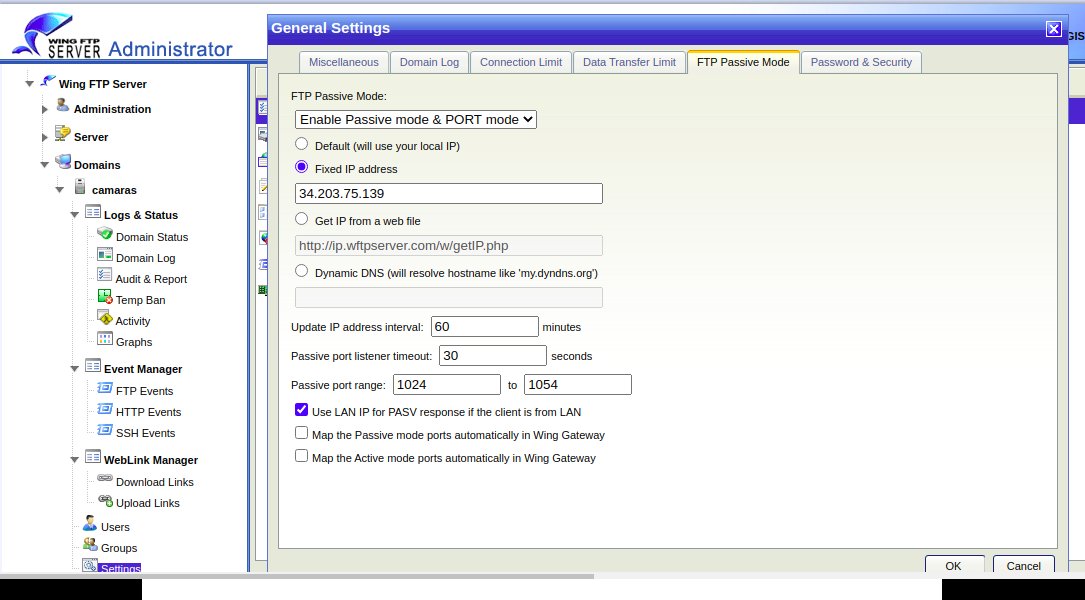 WING FTP
SERVER Administrator
General Settings
Miscellaneous
Domain Log
Connection Limit
Data Transfer Limit
FTP Passive Mode
Password & Security
Wing FTP Server
Administration
Server
Domains
camaras
Logs & Status
Domain Status
Domain Log
Audit & Report
Temp Ban
Activity
Graphs
Event Manager
FTP Events
HTTP Events
SSH Events
WebLink Manager
Download Links
Upload Links
Users
Groups
Settings
FTP Passive Mode:
Enable Passive mode & PORT mode
Default (will use your local IP)
Fixed IP address
34.203.75.139
Get IP from a web file
http://ip.wftpserver.com/w/getIP.php
Dynamic DNS (will resolve hostname like 'my.dyndns.org')
Update IP address interval: 60 minutes
Passive port listener timeout: 30 seconds
Passive port range: 1024 to 1054
Use LAN IP for PASV response if the client is from LAN
Map the Passive mode ports automatically in Wing Gateway
Map the Active mode ports automatically in Wing Gateway
OK
Cancel